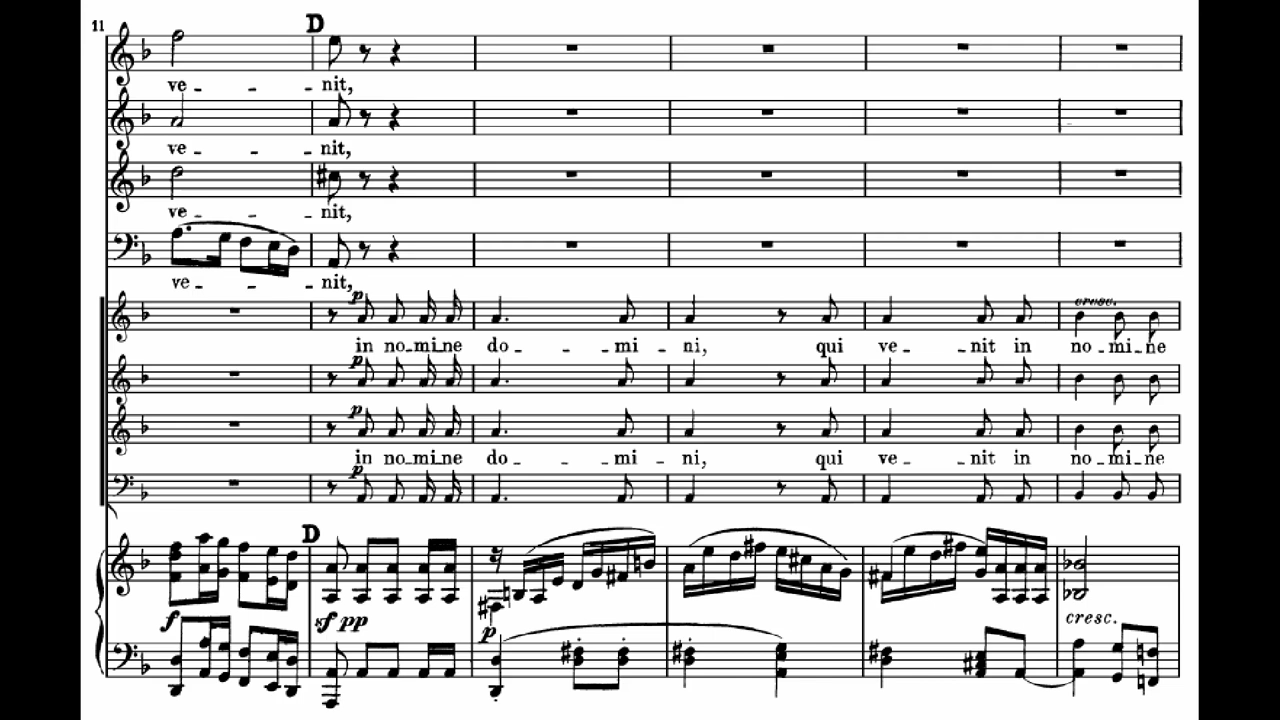 11 D
ve - - - nit,
ve - - - nit,
ve - - - nit,
ve - - - nit,
p cresc.
in no-mi-ne do - - - mi - ni, qui ve - - nit in no-mi-ne
p
p
in no-mi-ne do - - - mi - ni, qui ve - - nit in no-mi-ne
p
D
f sf pp p cresc.